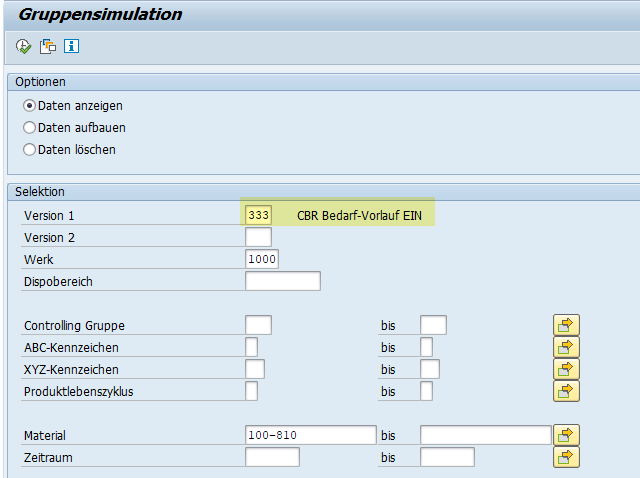 Gruppensimulation
Optionen
Daten anzeigen
Daten aufbauen
Daten löschen
Selektion
Version 1 333 CBR Bedarf-Vorlauf EIN
Version 2
Werk 1000
Dispobereich
Controlling Gruppe bis
ABC-Kennzeichen bis
XYZ-Kennzeichen bis
Produktlebenszyklus bis
Material 100-810 bis
Zeitraum bis